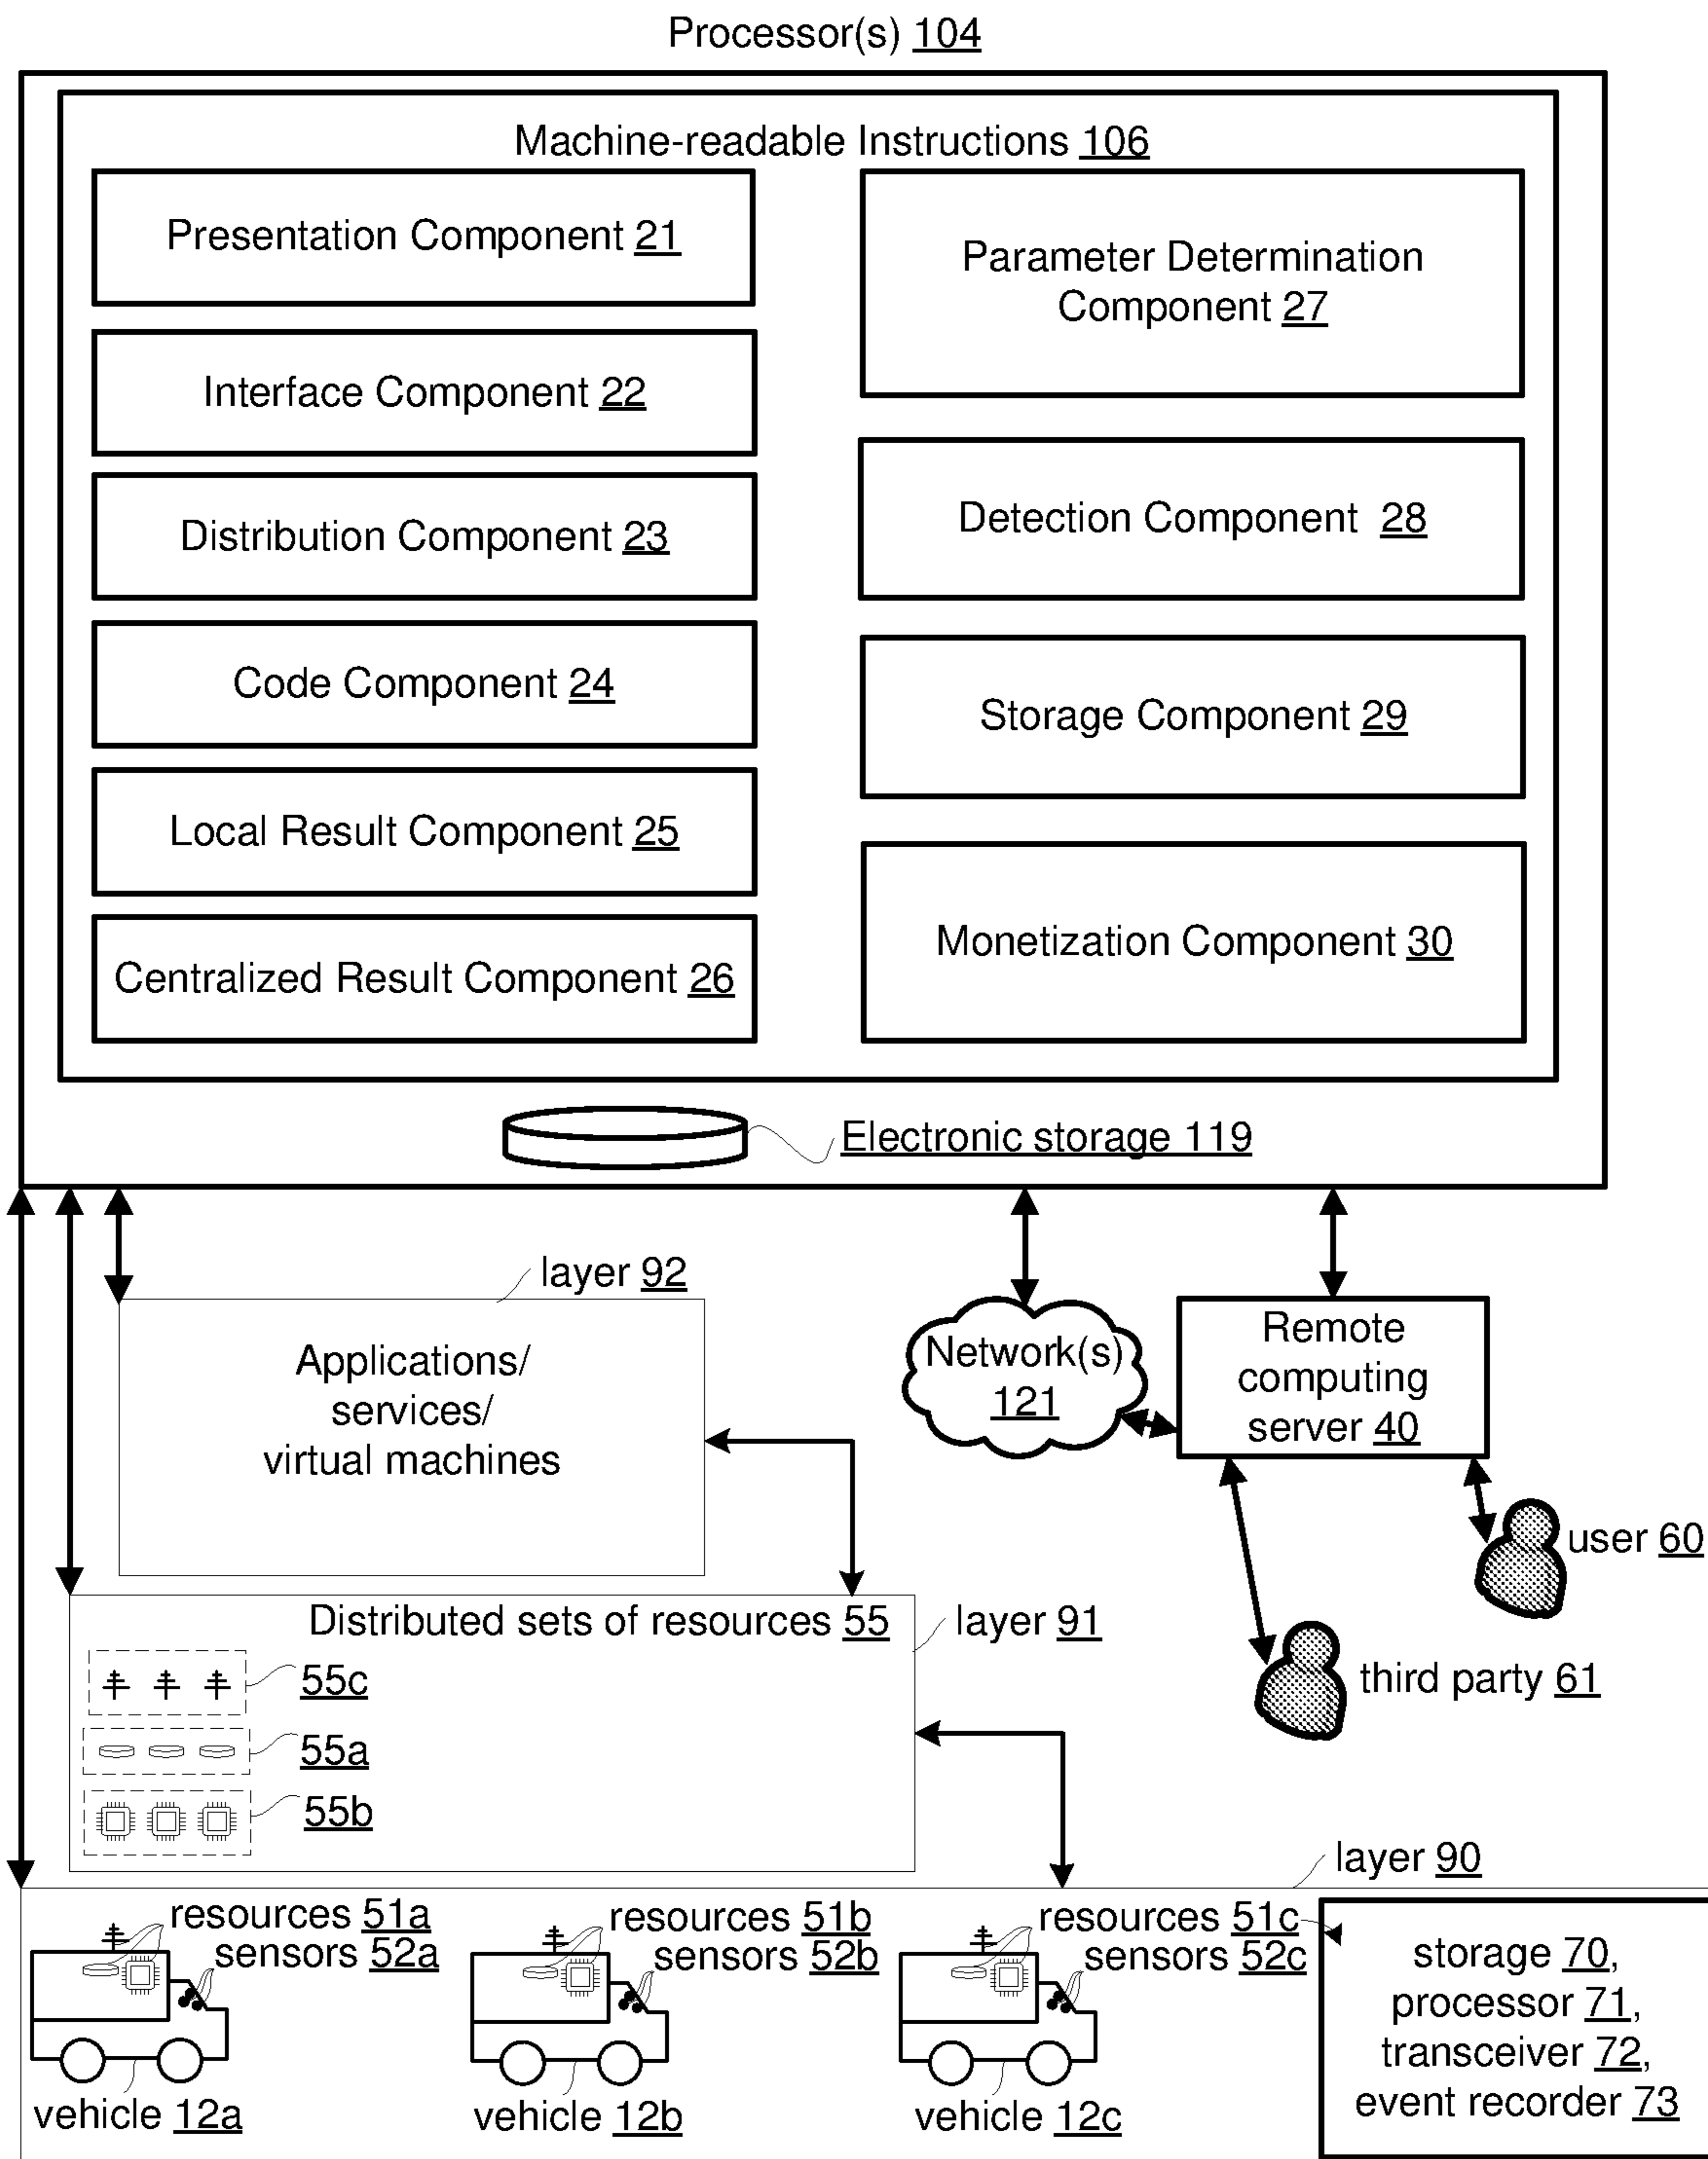 Processor(s) 104
Machine-readable Instructions 106
Presentation Component 21
Interface Component 22
Distribution Component 23
Code Component 24
Local Result Component 25
Centralized Result Component 26
Parameter Determination
Component 27
Detection Component 28
Storage Component 29
Monetization Component 30
Electronic storage 119
layer 92
Applications/
services/
virtual machines
Network(s)
121
Remote
computing
server 40
user 60
third party 61
Distributed sets of resources 55
layer 91
55c
55a
55b
layer 90
resources 51a
sensors 52a
vehicle 12a
resources 51b
sensors 52b
vehicle 12b
resources 51c
sensors 52c
vehicle 12c
storage 70,
processor 71,
transceiver 72,
event recorder 73